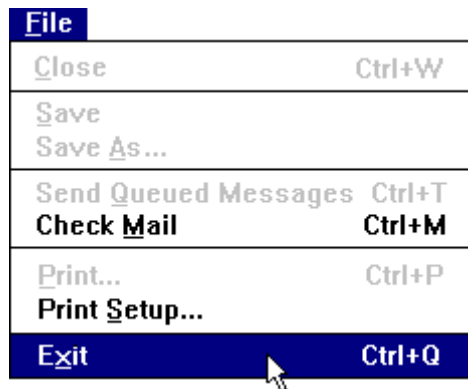 File
Close Ctrl+W
Save
Save As...
Send Queued Messages Ctrl+T
Check Mail Ctrl+M
Print... Ctrl+P
Print Setup...
Exit Ctrl+Q